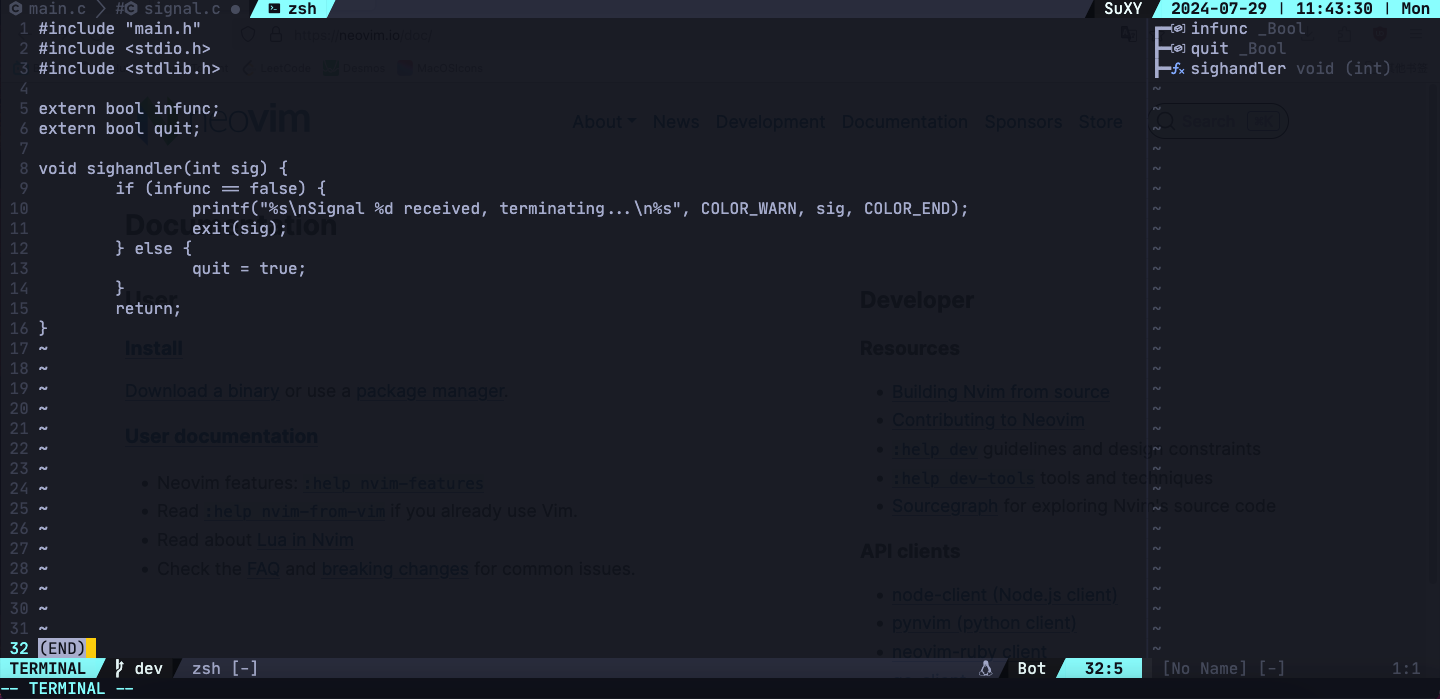 main.c > #signal.c ● zsh SuXY 2024-07-29 | 11:43:30 | Mon
1 #include "main.h"
2 #include <stdio.h>
3 #include <stdlib.h>
4
5 extern bool infunc;
6 extern bool quit;
7
8 void sighandler(int sig) {
9 if (infunc == false) {
10 printf("%s\nSignal %d received, terminating...\n%s", COLOR_WARN, sig, COLOR_END);
11 exit(sig);
12 } else {
13 quit = true;
14 }
15 return;
16 }
17 ~
18 ~
19 ~
20 ~
21 ~
22 ~
23 ~
24 ~
25 ~
26 ~
27 ~
28 ~
29 ~
30 ~
31 ~
32 (END)
infunc _Bool
quit _Bool
sighandler void (int)
neovim
About News Development Documentation Sponsors Store Search
Documentation
User
Install
Download a binary or use a package manager.
User documentation
• Neovim features: :help nvim-features
• Read :help nvim-from-vim if you already use Vim.
• Read about Lua in Nvim
• Check the FAQ and breaking changes for common issues.
Developer
Resources
• Building Nvim from source
• Contributing to Neovim
• :help dev guidelines and design constraints
• :help dev-tools tools and techniques
• Sourcegraph for exploring Nvim's source code
API clients
• node-client (Node.js client)
• pynvim (python client)
• neovim-ruby client
TERMINAL dev zsh [-] Bot 32:5 [No Name] [-] 1:1
-- TERMINAL --